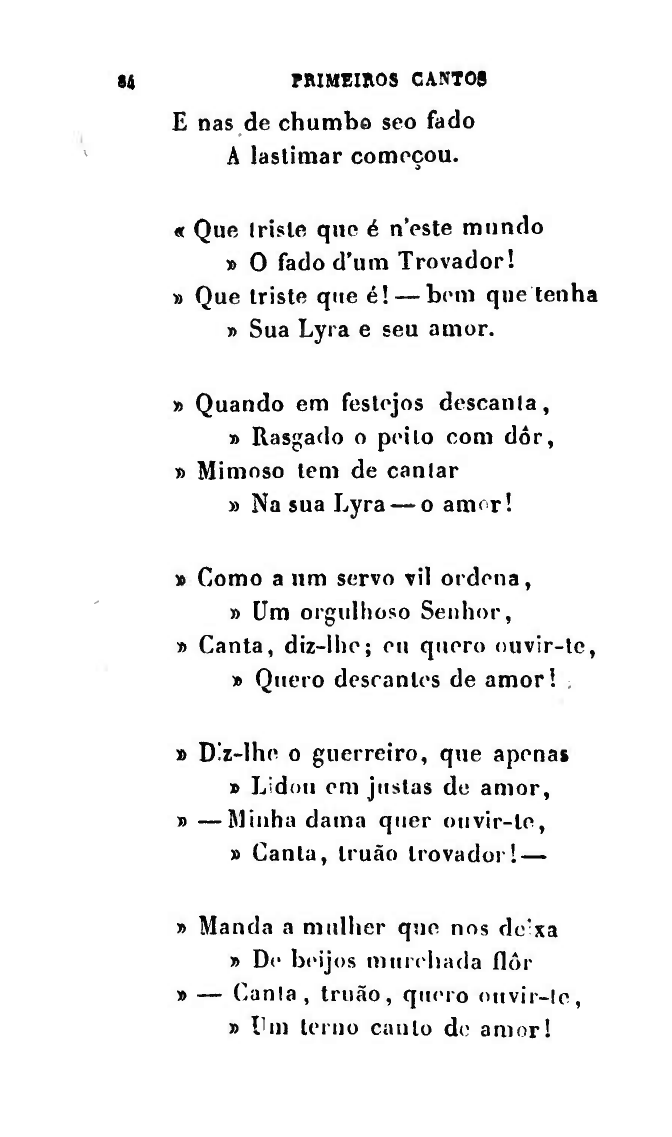 84 PRIMEIROS CANTOS
E nas de chumbo seo fado
A lastimar começou.
« Que triste que é n'este mundo
» O fado d'um Trovador!
» Que triste que é! — bem que tenha
» Sua Lyra e seu amor.
» Quando em festejos descanta,
» Rasgado o peito com dôr,
» Mimoso tem de cantar
» Na sua Lyra — o amor!
» Como a um servo vil ordena,
» Um orgulhoso Senhor,
» Canta, diz-lhe; eu quero ouvir-te,
» Quero descantes de amor!
» Diz-lhe o guerreiro, que apenas
» Lidou em justas de amor,
» — Minha dama quer ouvir-te,
» Canta, truão trovador! —
» Manda a mulher que nos deixa
» De beijos murchada flôr
» — Canta, truão, quero ouvir-te,
» Um terno canto de amor!